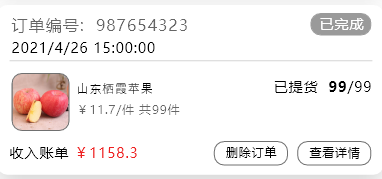 订单编号：987654323 已完成
2021/4/26 15:00:00
山东栖霞苹果 已提货 99/99
￥11.7/件 共99件
收入账单 ￥1158.3 删除订单 查看详情